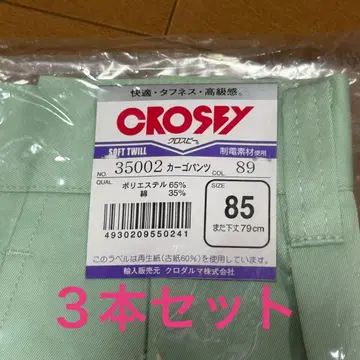 快適・タフネス・高級感。
CROSBY
クロスビー®
SOFT TWILL 制電素材使用
NO. 35002 カーゴパンツ COL. 89
QUAL. ポリエステル 65%
綿 35%
SIZE
85
また下丈79cm
4930209550241
このラベルは再生紙(古紙60%)を使用しています。
輸入販売元 クロダルマ株式会社
3本セット